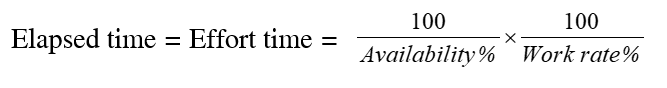 Elapsed time = Effort time = 100/Availability% × 100/Work rate%